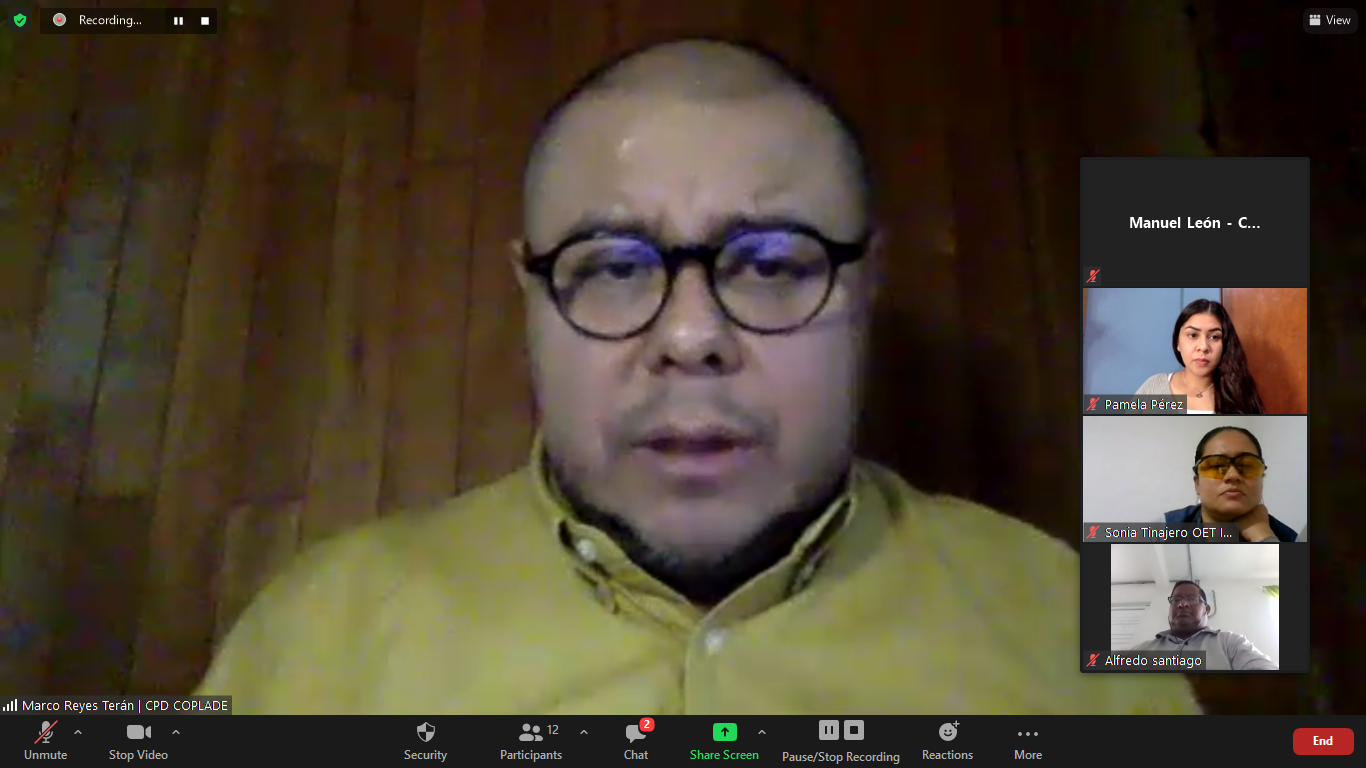 Recording...
View
Manuel León - C...
Pamela Pérez
Sonia Tinajero OET I...
Alfredo santiago
Marco Reyes Terán | CPD COPLADE
Unmute
Stop Video
Security
12
Participants
2
Chat
Share Screen
Pause/Stop Recording
Reactions
More
End